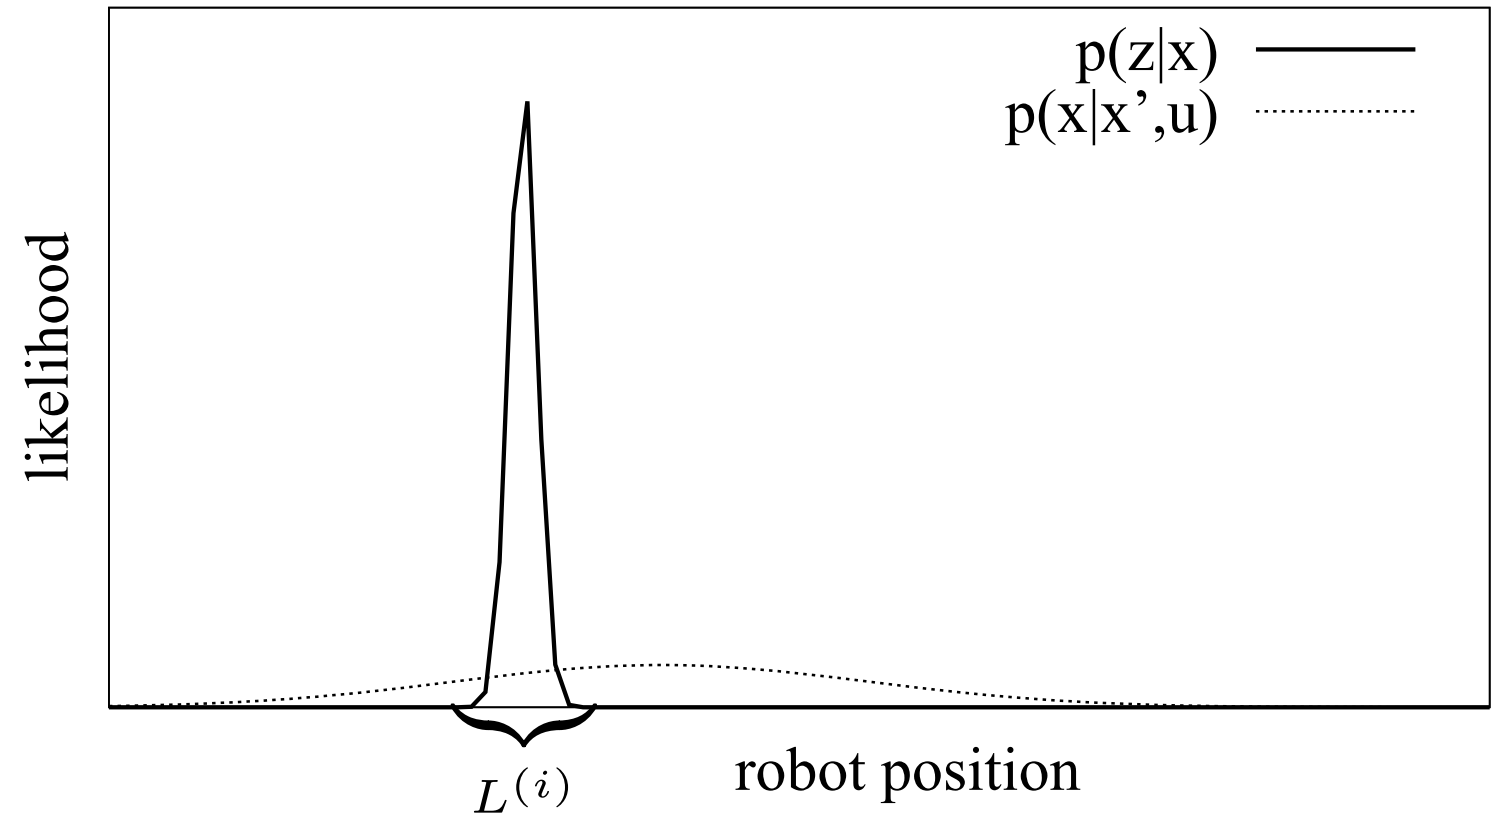 p(z|x)
p(x|x’,u)
likelihood
L^(i)
robot position